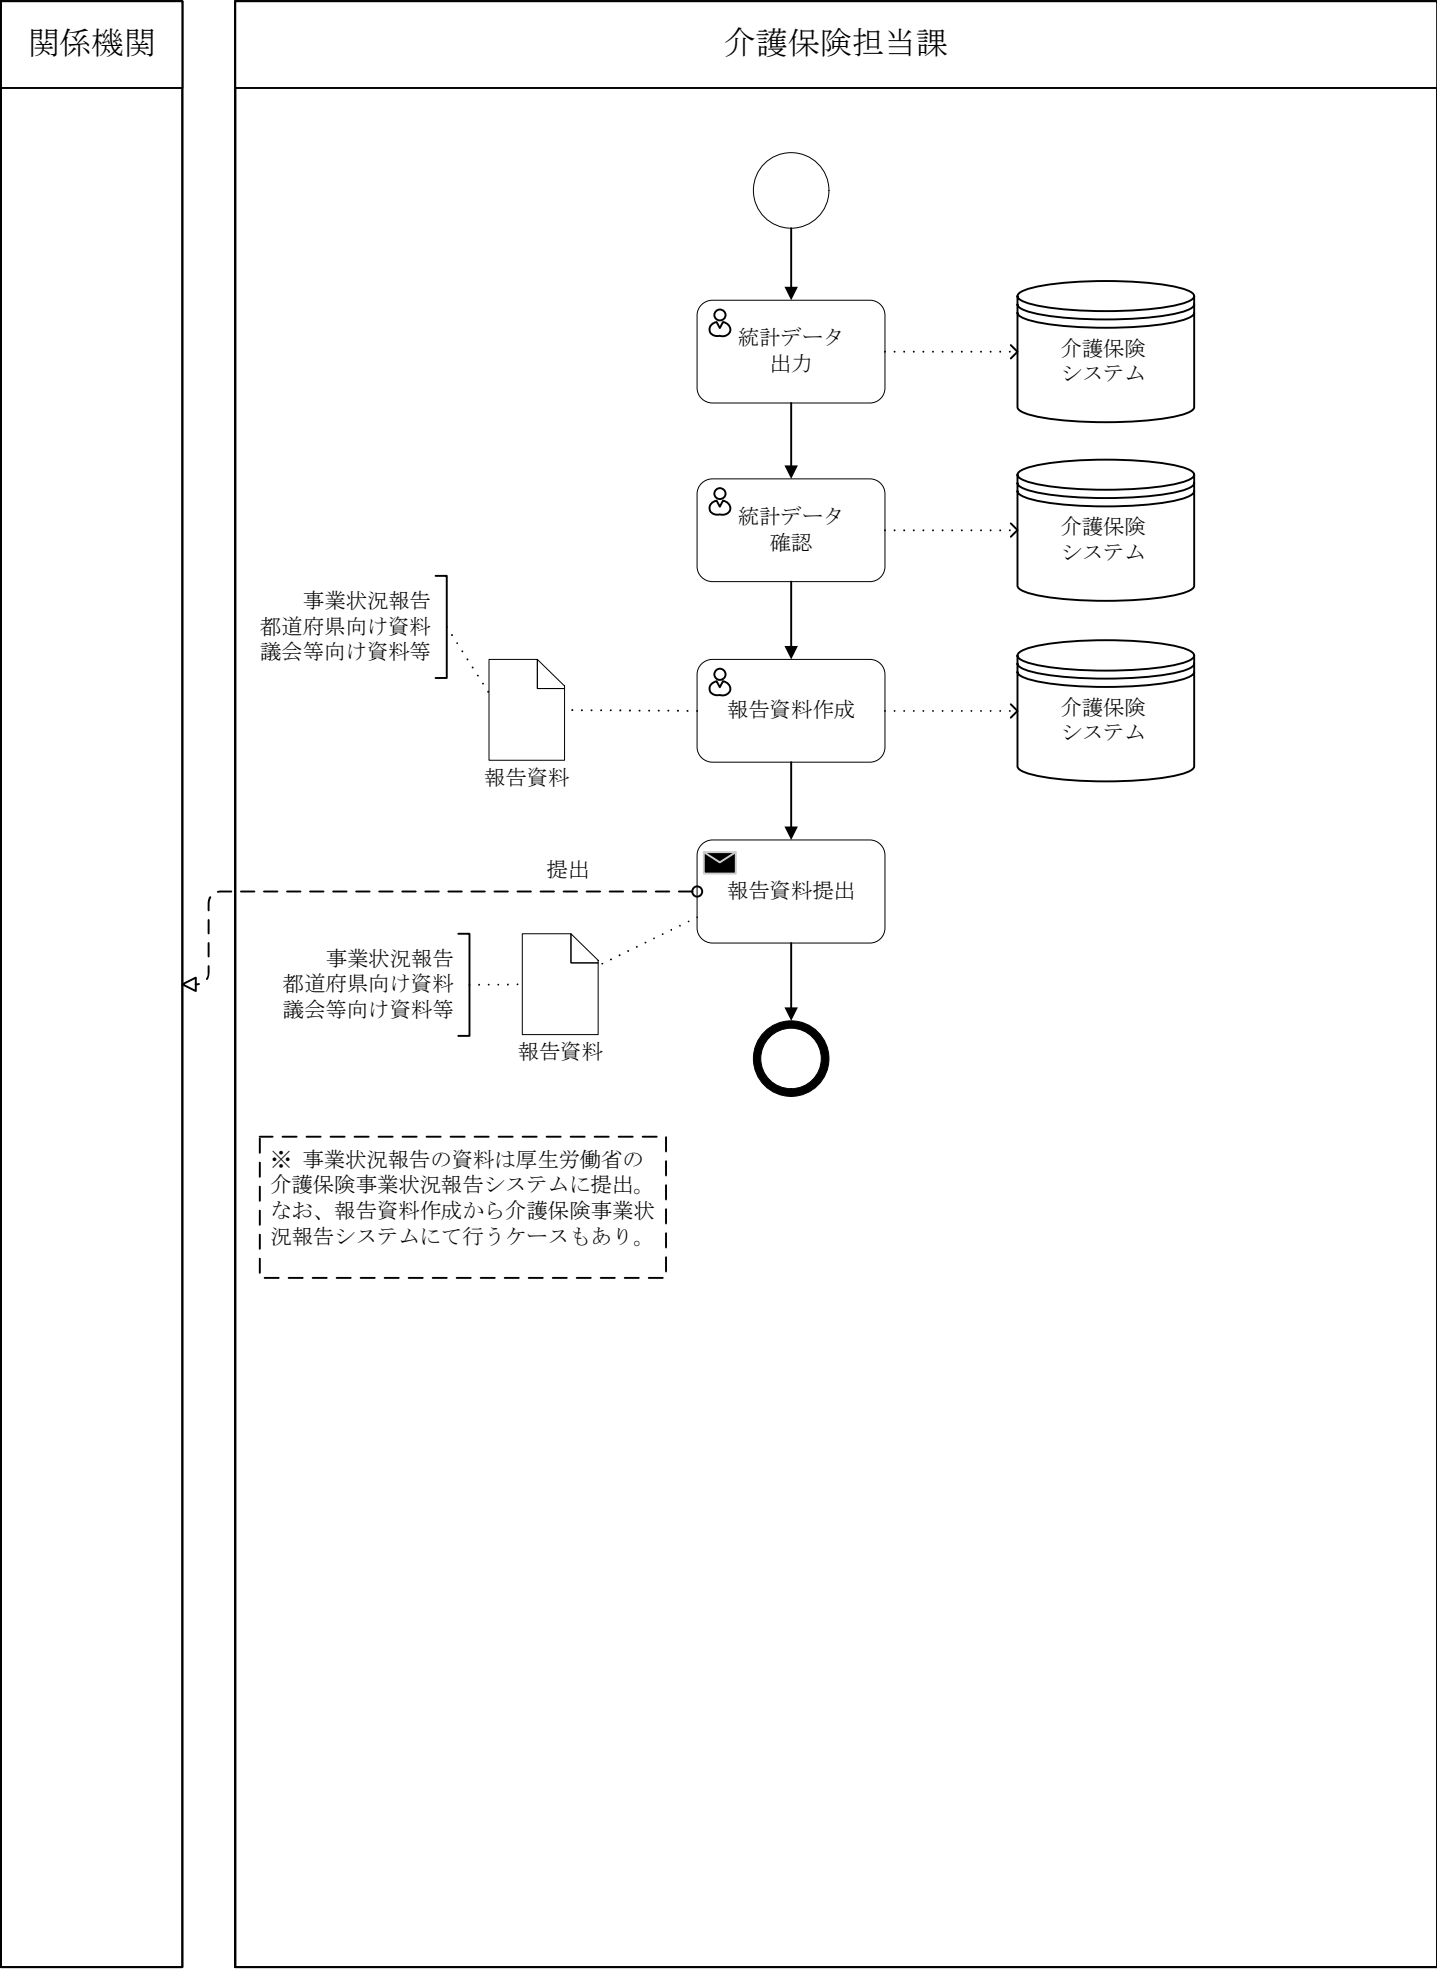 関係機関
介護保険担当課
統計データ
出力
介護保険
システム
統計データ
確認
介護保険
システム
事業状況報告
都道府県向け資料
議会等向け資料等
報告資料
報告資料作成
介護保険
システム
提出
報告資料提出
事業状況報告
都道府県向け資料
議会等向け資料等
報告資料
※ 事業状況報告の資料は厚生労働省の
介護保険事業状況報告システムに提出。
なお、報告資料作成から介護保険事業状
況報告システムにて行うケースもあり。